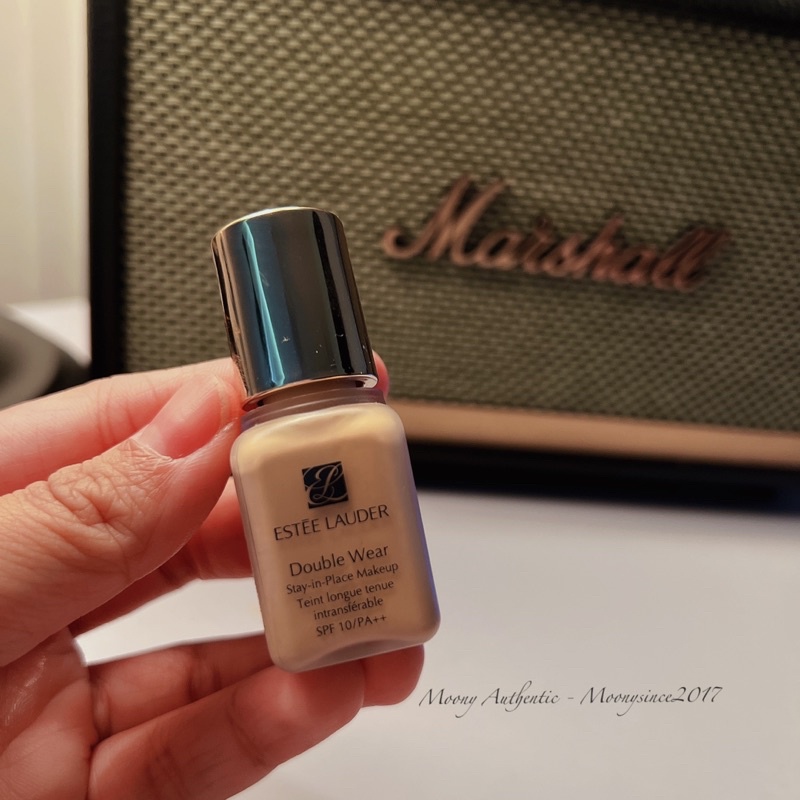 Marshall
ESTĒE LAUDER
Double Wear
Stay-in-Place Makeup
Teint longue tenue
intransférable
SPF 10/PA++
Moony Authentic - Moonysince2017